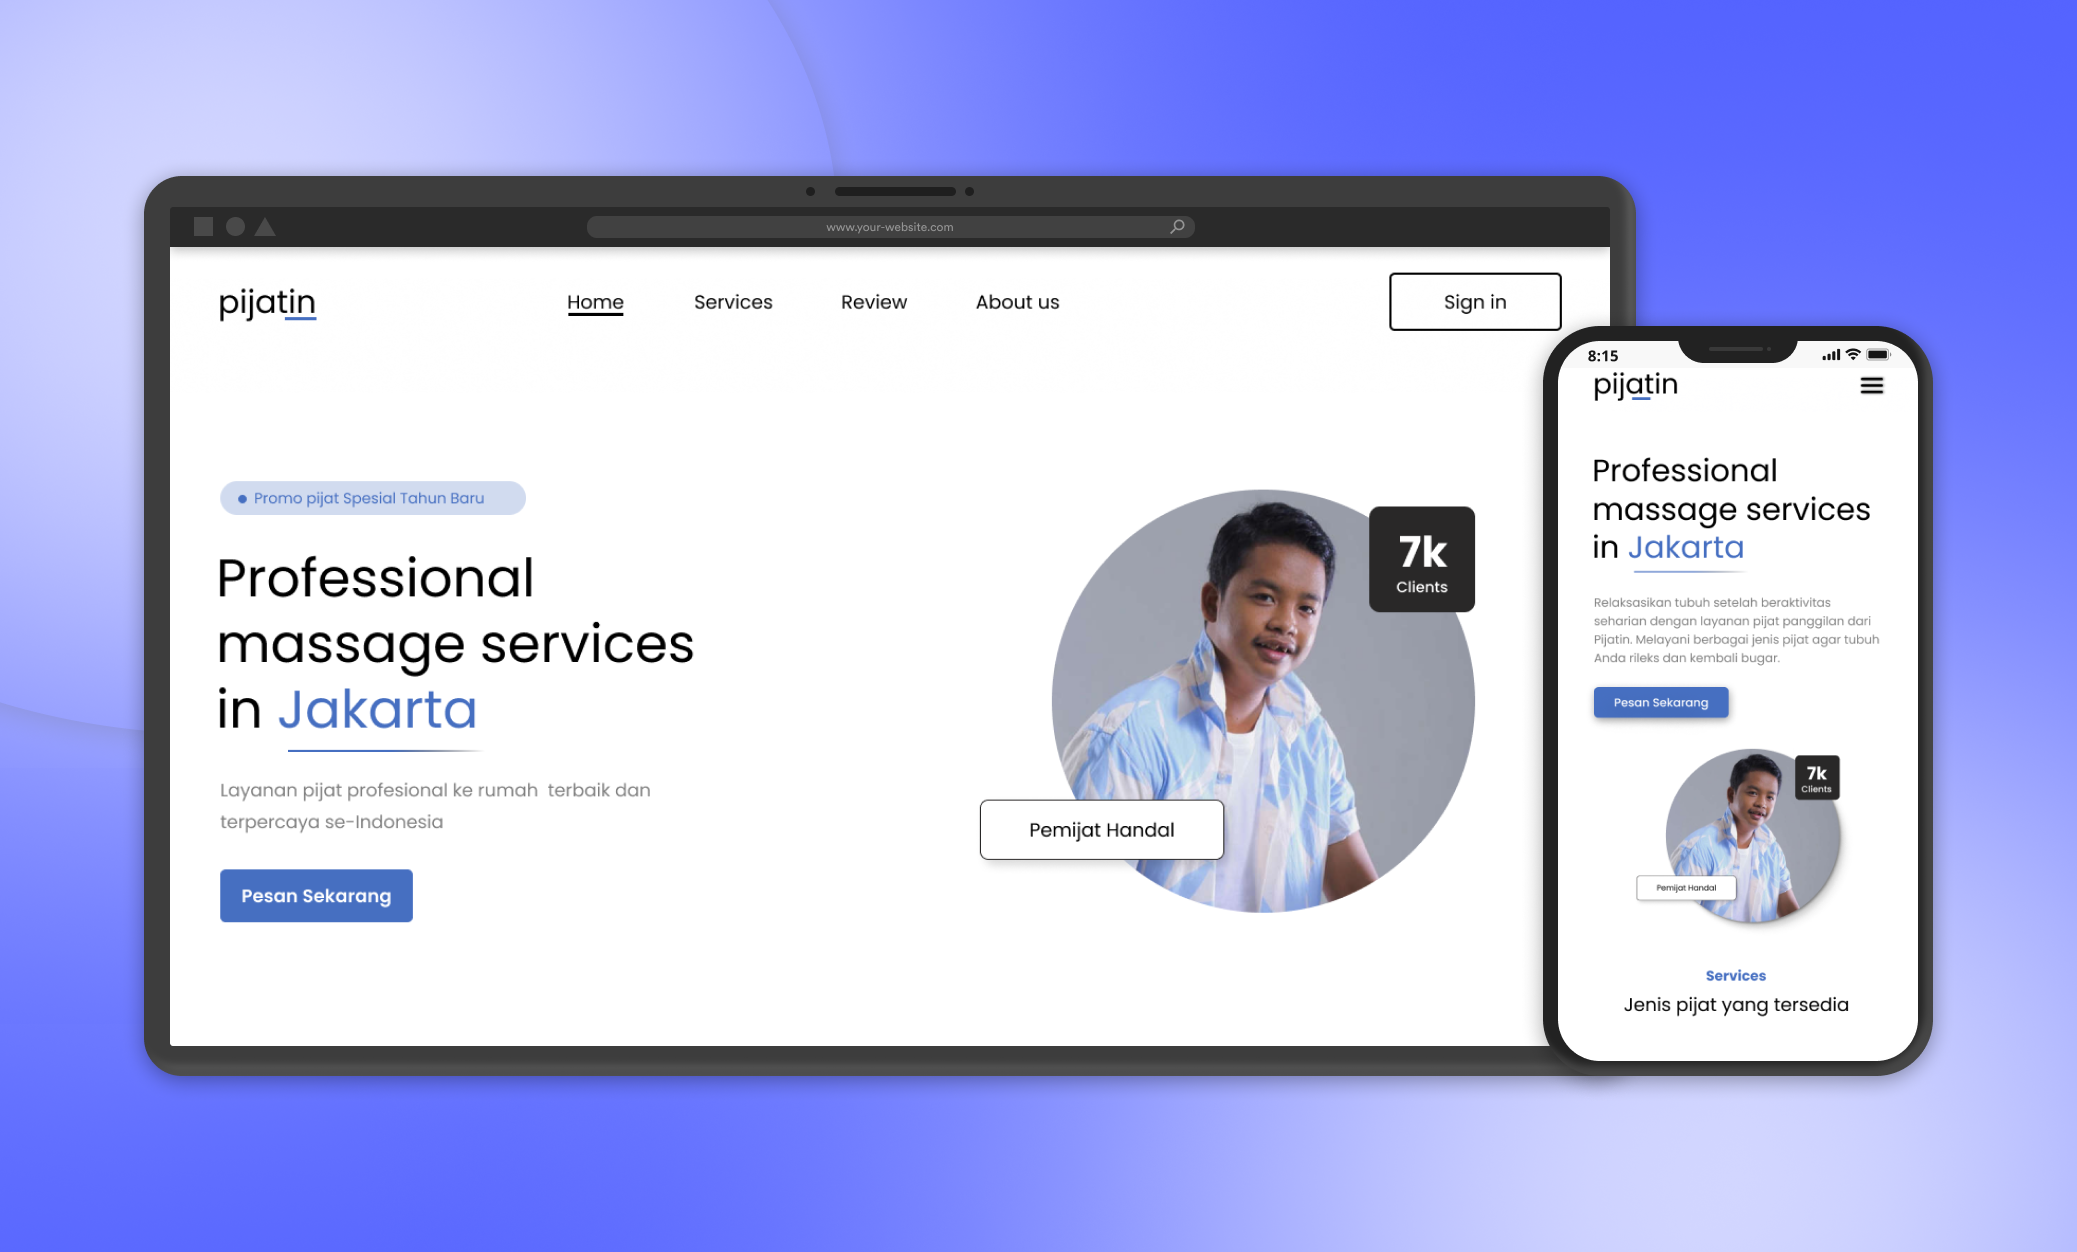 www.your-website.com
pijatin
Home
Services
Review
About us
Sign in
Promo pijat Spesial Tahun Baru
Professional
massage services
in Jakarta
Layanan pijat profesional ke rumah  terbaik dan
terpercaya se-Indonesia
Pesan Sekarang
7k
Clients
Pemijat Handal
8:15
pijatin
Professional
massage services
in Jakarta
Relaksasikan tubuh setelah beraktivitas
seharian dengan layanan pijat panggilan dari
Pijatin. Melayani berbagai jenis pijat agar tubuh
Anda rileks dan kembali bugar.
Pesan Sekarang
7k
Clients
Pemijat Handal
Services
Jenis pijat yang tersedia